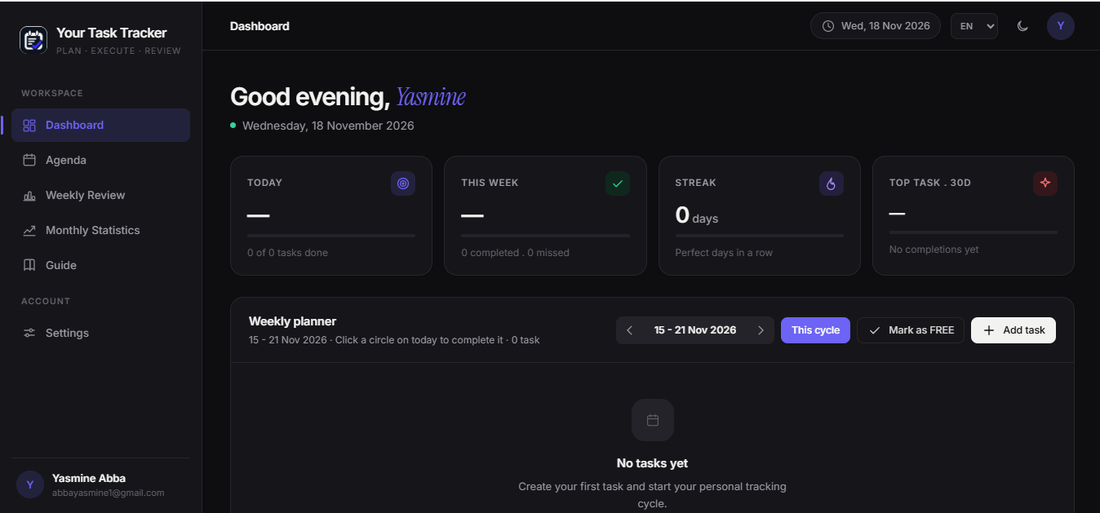 Your Task Tracker
PLAN · EXECUTE · REVIEW
WORKSPACE
Dashboard
Agenda
Weekly Review
Monthly Statistics
Guide
ACCOUNT
Settings
Y
Yasmine Abba
abbayasmine1@gmail.com
Dashboard
Wed, 18 Nov 2026
EN
Y
Good evening, Yasmine
Wednesday, 18 November 2026
TODAY
—
0 of 0 tasks done
THIS WEEK
—
0 completed . 0 missed
STREAK
0 days
Perfect days in a row
TOP TASK . 30D
—
No completions yet
Weekly planner
15 - 21 Nov 2026 · Click a circle on today to complete it · 0 task
15 - 21 Nov 2026
This cycle
Mark as FREE
Add task
No tasks yet
Create your first task and start your personal tracking
cycle.